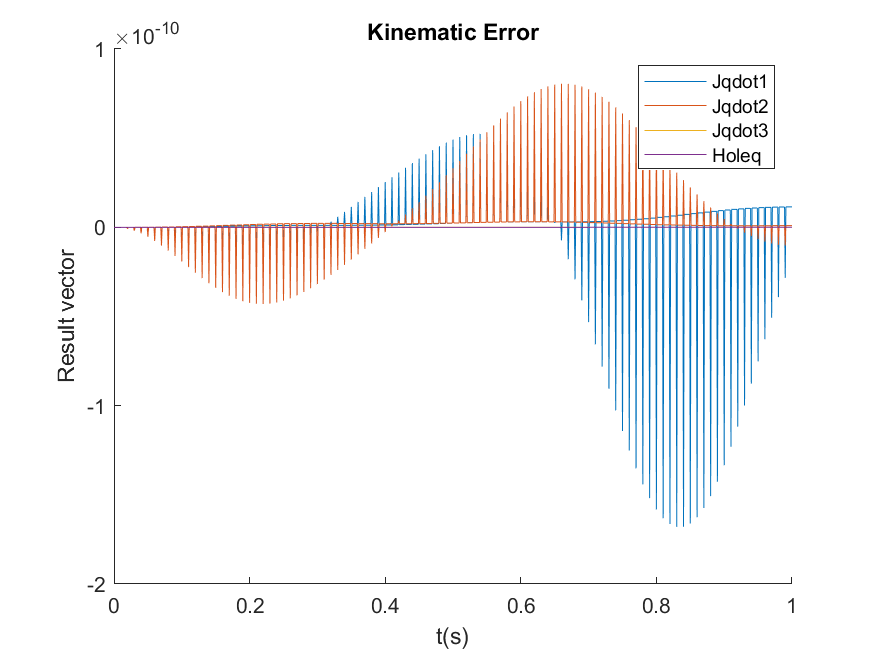 Kinematic Error
×10⁻¹⁰
1
0
-1
-2
Result vector
0 0.2 0.4 0.6 0.8 1
t(s)
Jqdot1
Jqdot2
Jqdot3
Holeq